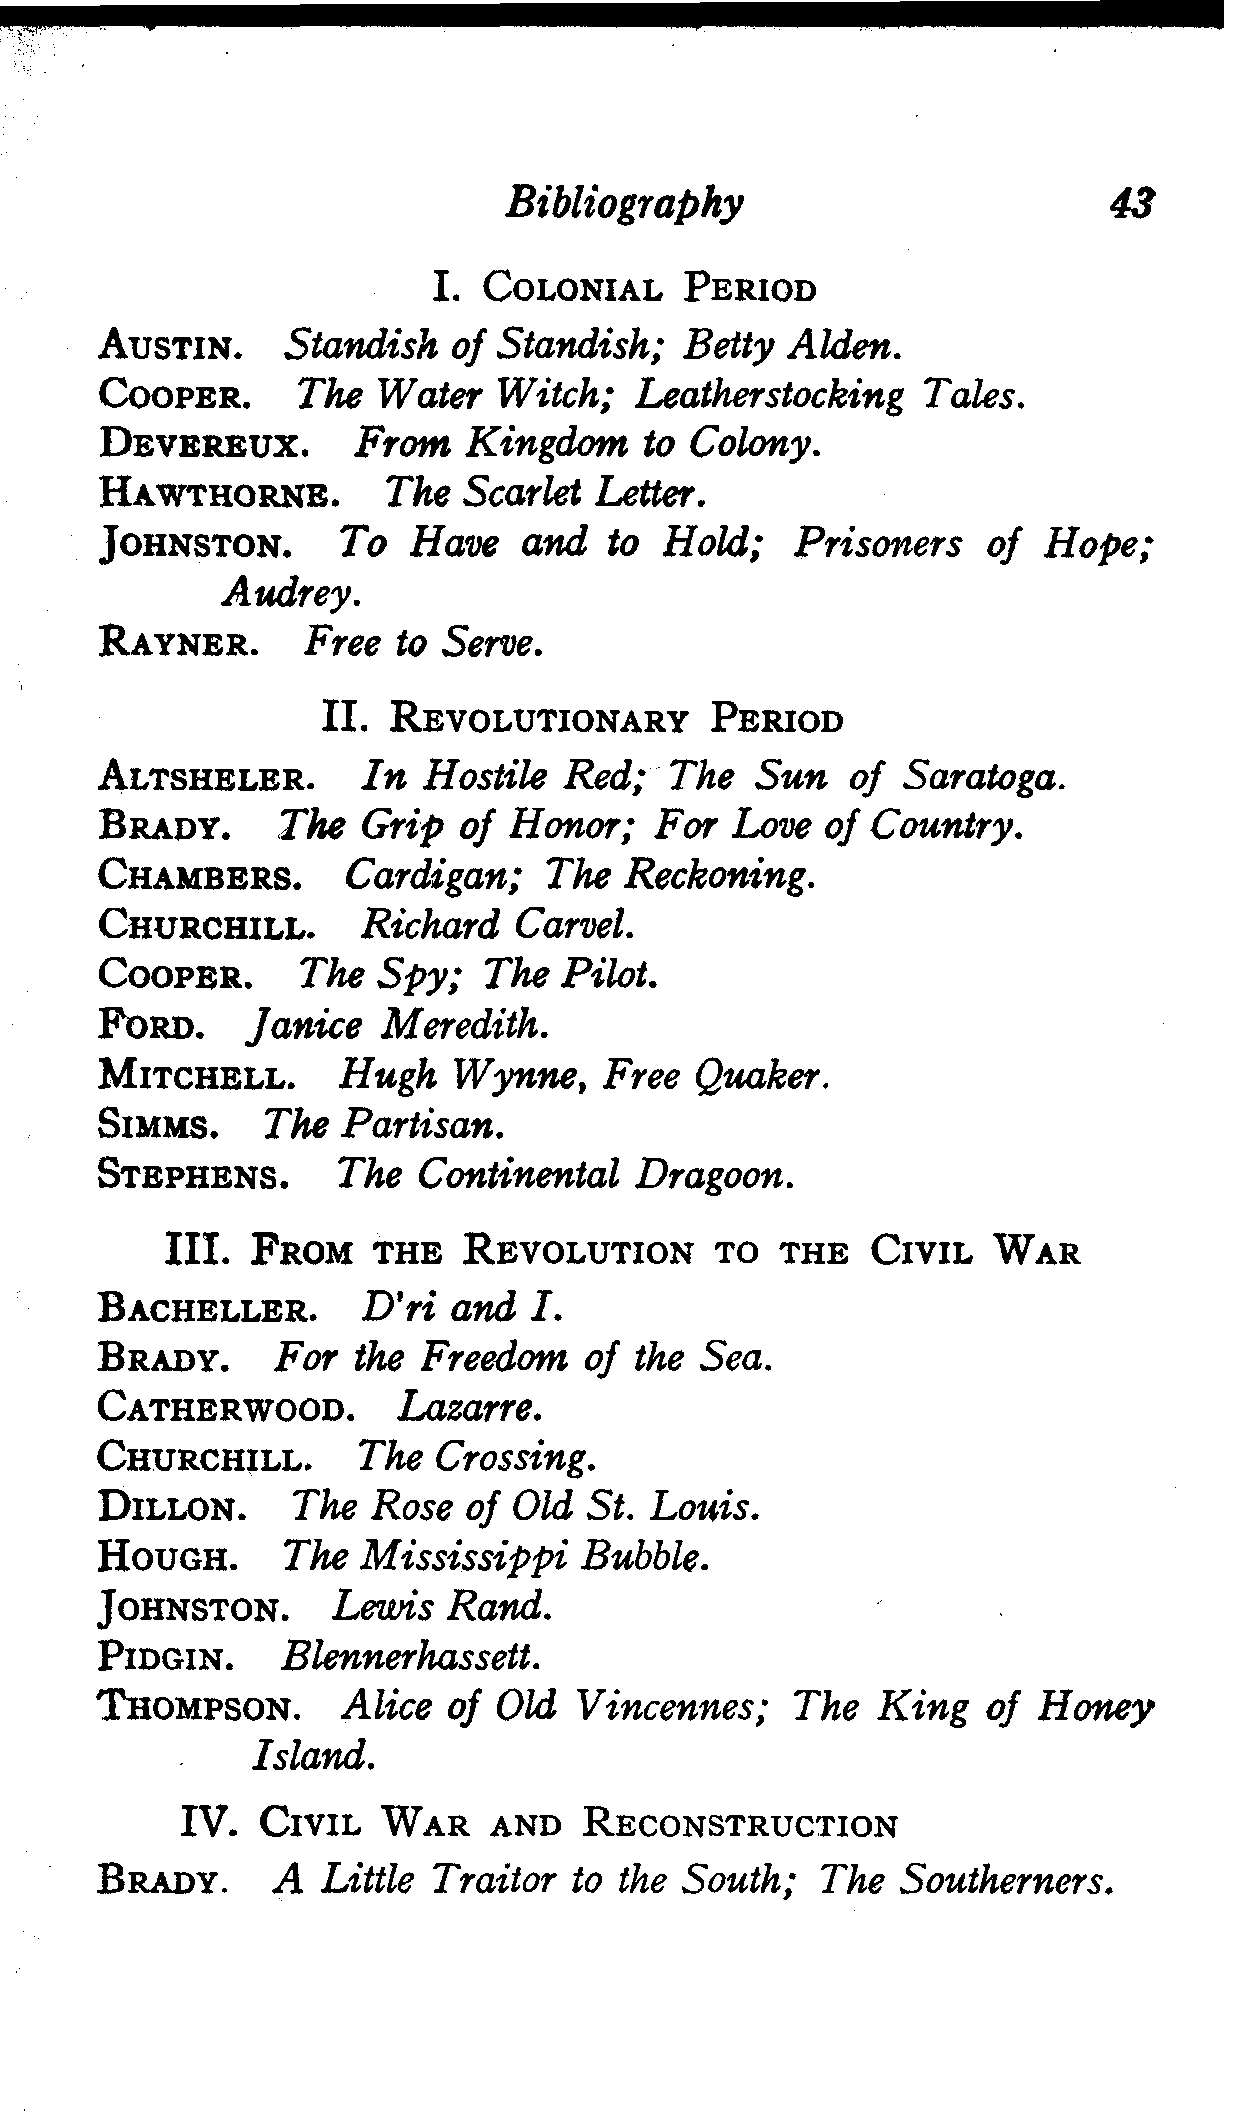 Bibliography 43
I. COLONIAL PERIOD
AUSTIN. Standish of Standish; Betty Alden.
COOPER. The Water Witch; Leatherstocking Tales.
DEVEREUX. From Kingdom to Colony.
HAWTHORNE. The Scarlet Letter.
JOHNSTON. To Have and to Hold; Prisoners of Hope;
Audrey.
RAYNER. Free to Serve.
II. REVOLUTIONARY PERIOD
ALTSHELER. In Hostile Red; The Sun of Saratoga.
BRADY. The Grip of Honor; For Love of Country.
CHAMBERS. Cardigan; The Reckoning.
CHURCHILL. Richard Carvel.
COOPER. The Spy; The Pilot.
FORD. Janice Meredith.
MITCHELL. Hugh Wynne, Free Quaker.
SIMMS. The Partisan.
STEPHENS. The Continental Dragoon.
III. FROM THE REVOLUTION TO THE CIVIL WAR
BACHELLER. D'ri and I.
BRADY. For the Freedom of the Sea.
CATHERWOOD. Lazarre.
CHURCHILL. The Crossing.
DILLON. The Rose of Old St. Louis.
HOUGH. The Mississippi Bubble.
JOHNSTON. Lewis Rand.
PIDGIN. Blennerhassett.
THOMPSON. Alice of Old Vincennes; The King of Honey
Island.
IV. CIVIL WAR AND RECONSTRUCTION
BRADY. A Little Traitor to the South; The Southerners.